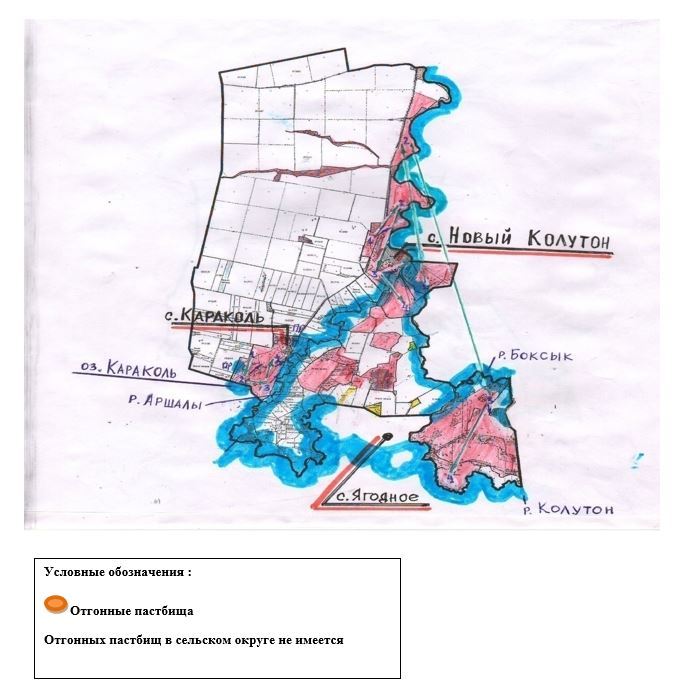 с. Новый Колутон
с. Караколь
р. Боксык
оз. Караколь
р. Аршалы
с. Ягодное
р. Колутон
Условные обозначения :
Отгонные пастбища
Отгонных пастбищ в сельском округе не имеется